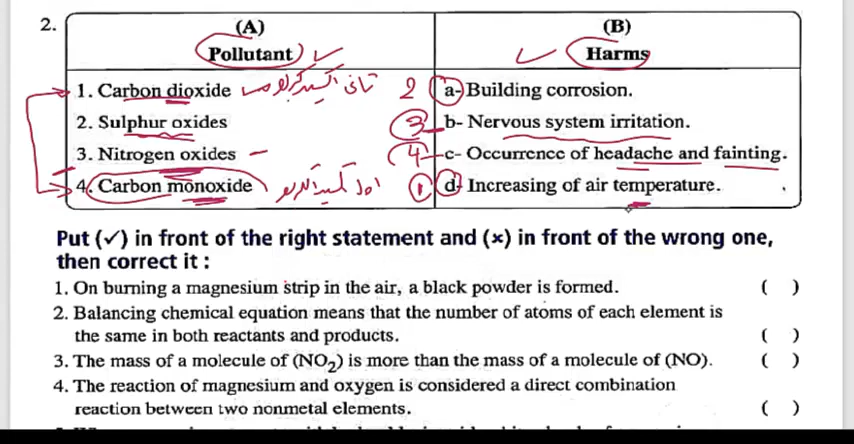 2.
(A)
Pollutant
(B)
Harms
1. Carbon dioxide ثاني اكسيد كربون 2 a- Building corrosion.
2. Sulphur oxides 3 b- Nervous system irritation.
3. Nitrogen oxides 4 c- Occurrence of headache and fainting.
4. Carbon monoxide اول اكسيد كربون 1 d- Increasing of air temperature.
Put (✓) in front of the right statement and (×) in front of the wrong one,
then correct it :
1. On burning a magnesium strip in the air, a black powder is formed. ( )
2. Balancing chemical equation means that the number of atoms of each element is
the same in both reactants and products. ( )
3. The mass of a molecule of (NO₂) is more than the mass of a molecule of (NO). ( )
4. The reaction of magnesium and oxygen is considered a direct combination
reaction between two nonmetal elements. ( )